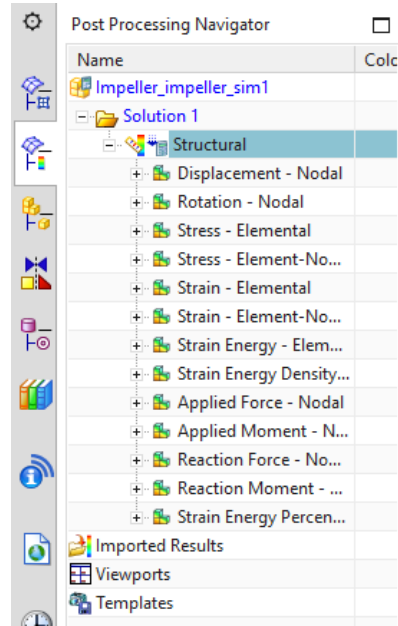 Post Processing Navigator
Name Colo
Impeller_impeller_sim1
Solution 1
Structural
Displacement - Nodal
Rotation - Nodal
Stress - Elemental
Stress - Element-No...
Strain - Elemental
Strain - Element-No...
Strain Energy - Elem...
Strain Energy Density...
Applied Force - Nodal
Applied Moment - N...
Reaction Force - No...
Reaction Moment - ...
Strain Energy Percen...
Imported Results
Viewports
Templates